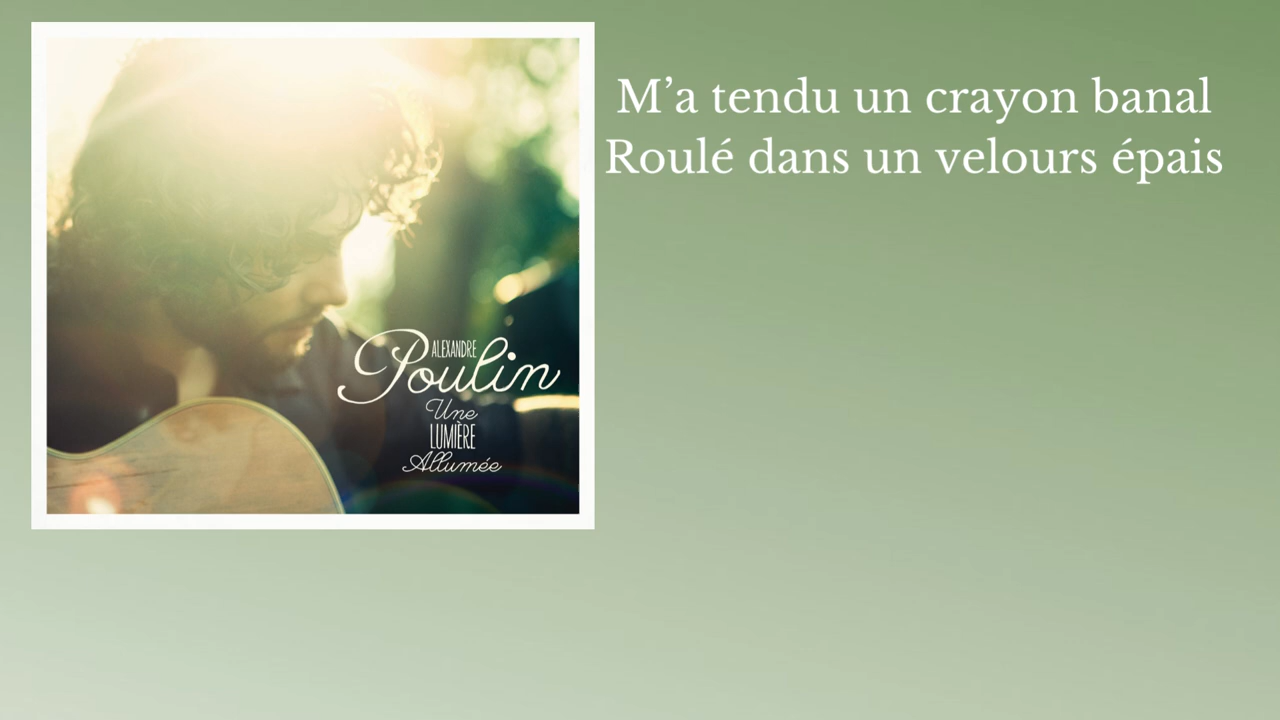 M’a tendu un crayon banal
Roulé dans un velours épais
ALEXANDRE
Poulin
Une
LUMIÈRE
Allumée